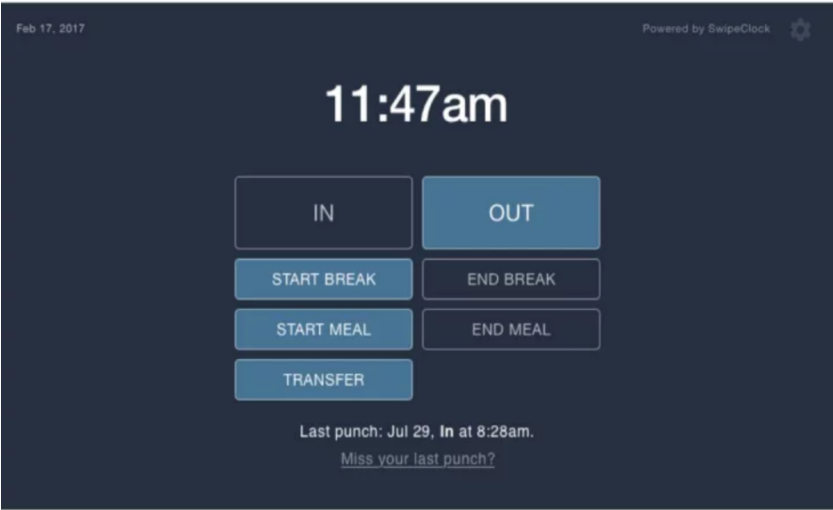 Feb 17, 2017
Powered by SwipeClock
11:47am
IN
OUT
START BREAK
END BREAK
START MEAL
END MEAL
TRANSFER
Last punch: Jul 29, In at 8:28am.
Miss your last punch?